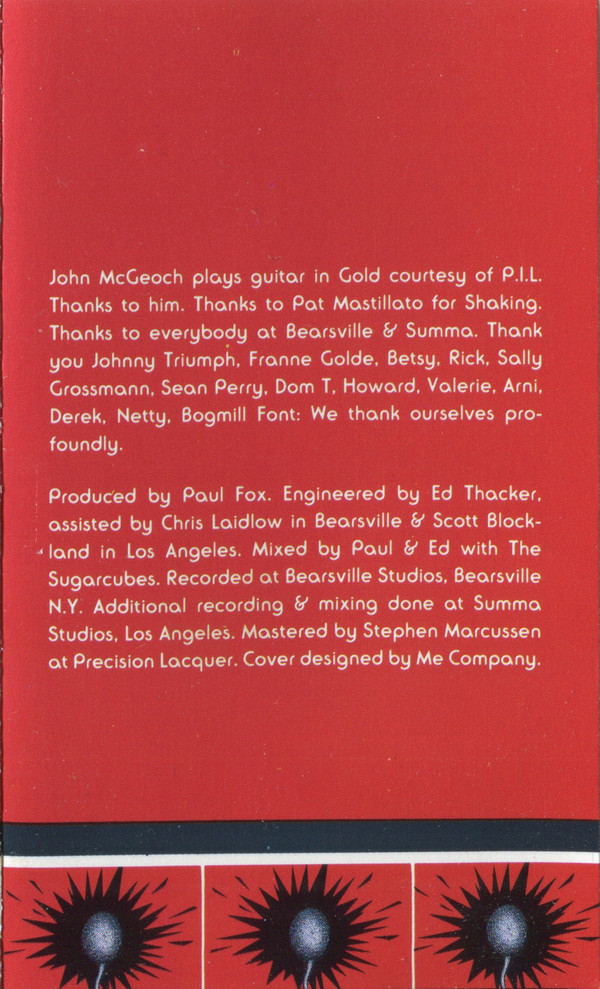 John McGeoch plays guitar in Gold courtesy of P.I.L.
Thanks to him. Thanks to Pat Mastillato for Shaking.
Thanks to everybody at Bearsville & Summa. Thank
you Johnny Triumph, Franne Golde, Betsy, Rick, Sally
Grossmann, Sean Perry, Dom T, Howard, Valerie, Arni,
Derek, Netty, Bogmill Font: We thank ourselves pro-
foundly.
Produced by Paul Fox. Engineered by Ed Thacker,
assisted by Chris Laidlow in Bearsville & Scott Block-
land in Los Angeles. Mixed by Paul & Ed with The
Sugarcubes. Recorded at Bearsville Studios, Bearsville
N.Y. Additional recording & mixing done at Summa
Studios, Los Angeles. Mastered by Stephen Marcussen
at Precision Lacquer. Cover designed by Me Company.